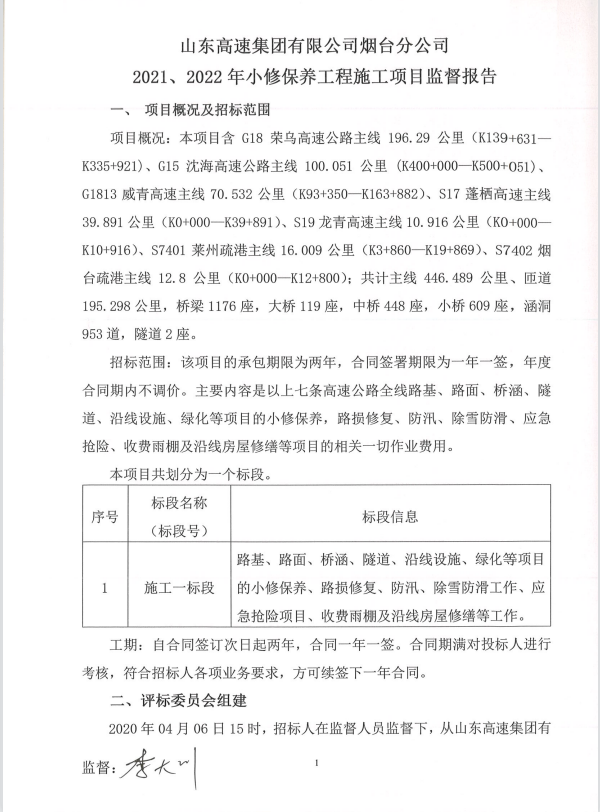 山东高速集团有限公司烟台分公司
2021、2022 年小修保养工程施工项目监督报告
一、 项目概况及招标范围
项目概况：本项目含 G18 荣乌高速公路主线 196.29 公里（K139+631—
K335+921)、G15 沈海高速公路主线 100.051 公里 (K400+000—K500+051)、
G1813 威青高速主线 70.532 公里（K93+350—K163+882）、S17 蓬栖高速主线
39.891 公里（K0+000—K39+891）、S19 龙青高速主线 10.916 公里（K0+000—
K10+916）、S7401 莱州疏港主线 16.009 公里（K3+860—K19+869）、S7402 烟
台疏港主线 12.8 公里（K0+000—K12+800）；共计主线 446.489 公里、匝道
195.298 公里，桥梁 1176 座，大桥 119 座，中桥 448 座，小桥 609 座，涵洞
953 道，隧道 2 座。
招标范围：该项目的承包期限为两年，合同签署期限为一年一签，年度
合同期内不调价。主要内容是以上七条高速公路全线路基、路面、桥涵、隧
道、沿线设施、绿化等项目的小修保养，路损修复、防汛、除雪防滑、应急
抢险、收费雨棚及沿线房屋修缮等项目的相关一切作业费用。
本项目共划分为一个标段。
序号
标段名称
（标段号）
标段信息
1
施工一标段
路基、路面、桥涵、隧道、沿线设施、绿化等项目
的小修保养、路损修复、防汛、除雪防滑工作、应
急抢险项目、收费雨棚及沿线房屋修缮等工作。
工期：自合同签订次日起两年，合同一年一签。合同期满对投标人进行
考核，符合招标人各项业务要求，方可续签下一年合同。
二、评标委员会组建
2020 年 04 月 06 日 15 时，招标人在监督人员监督下，从山东高速集团有
监督：
1